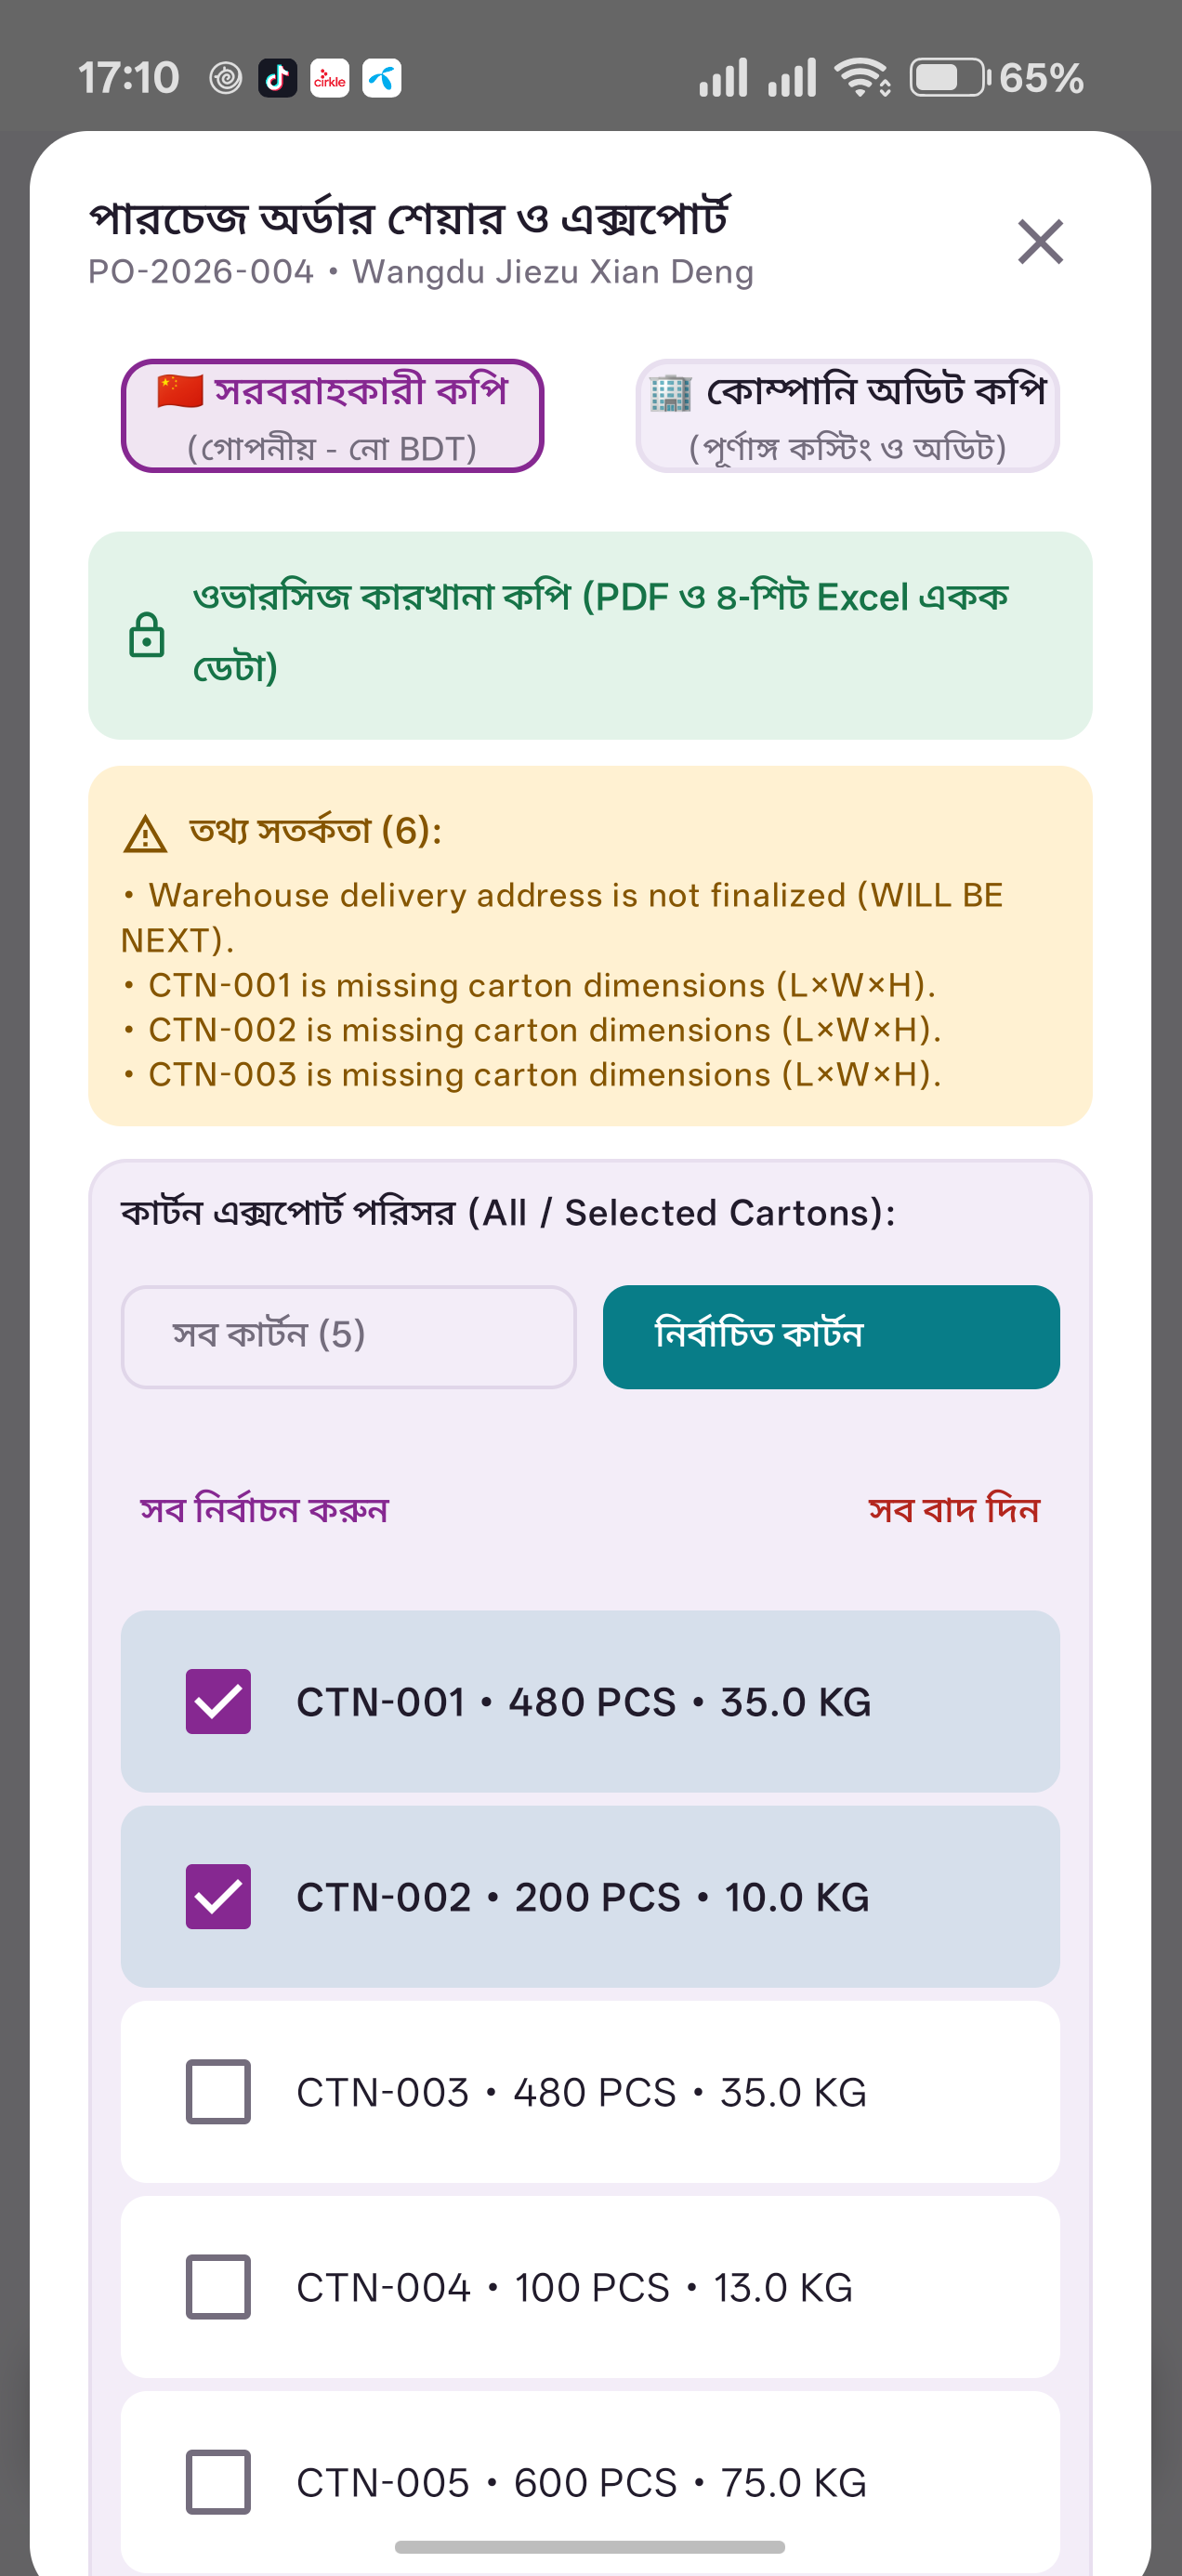 17:10
cirkle
65%
পারচেজ অর্ডার শেয়ার ও এক্সপোর্ট
PO-2026-004 • Wangdu Jiezu Xian Deng
🇨🇳 সরবরাহকারী কপি
(গোপনীয় - নো BDT)
🏢 কোম্পানি অডিট কপি
(পূর্ণাঙ্গ কস্টিং ও অডিট)
ওভারসিজ কারখানা কপি (PDF ও ৪-শিট Excel একক
ডেটা)
তথ্য সতর্কতা (6):
• Warehouse delivery address is not finalized (WILL BE
NEXT).
• CTN-001 is missing carton dimensions (L×W×H).
• CTN-002 is missing carton dimensions (L×W×H).
• CTN-003 is missing carton dimensions (L×W×H).
কার্টন এক্সপোর্ট পরিসর (All / Selected Cartons):
সব কার্টন (5)
নির্বাচিত কার্টন
সব নির্বাচন করুন
সব বাদ দিন
CTN-001 • 480 PCS • 35.0 KG
CTN-002 • 200 PCS • 10.0 KG
CTN-003 • 480 PCS • 35.0 KG
CTN-004 • 100 PCS • 13.0 KG
CTN-005 • 600 PCS • 75.0 KG